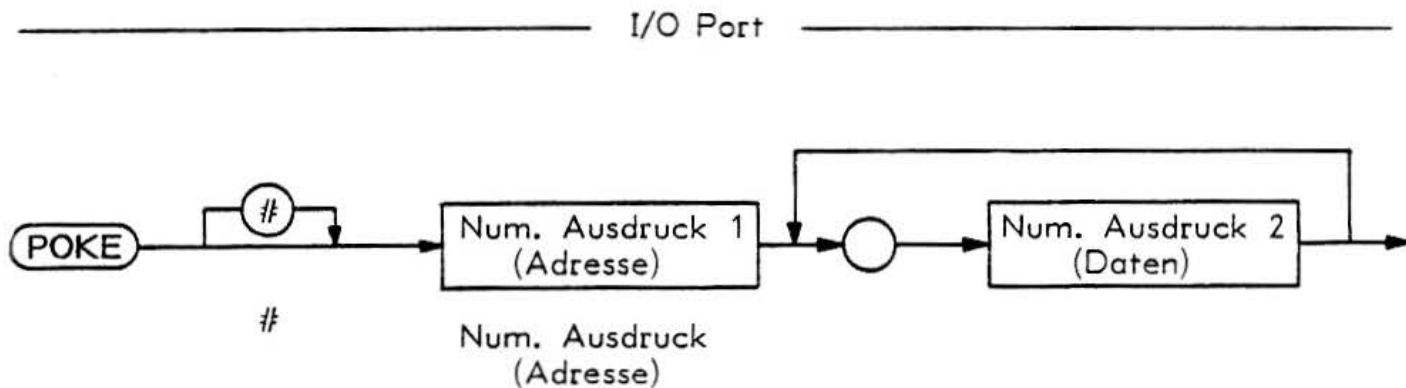 I/O Port
#
POKE
Num. Ausdruck 1
(Adresse)
Num. Ausdruck 2
(Daten)
#
Num. Ausdruck
(Adresse)